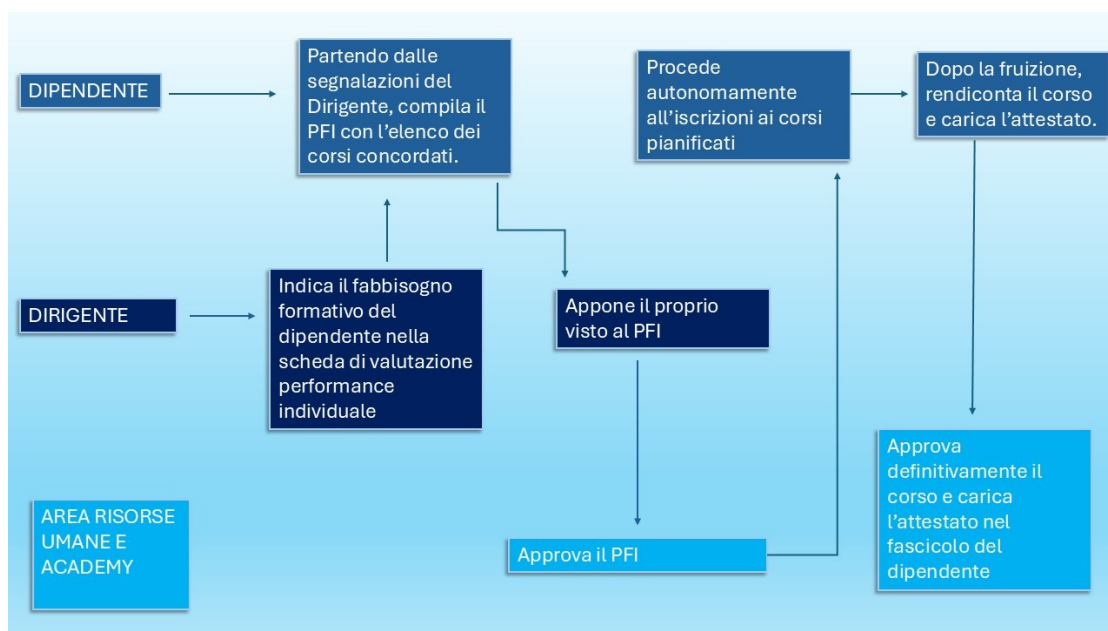 DIPENDENTE
Partendo dalle
segnalazioni del
Dirigente, compila il
PFI con l’elenco dei
corsi concordati.
Procede
autonomamente
all’iscrizioni ai corsi
pianificati
Dopo la fruizione,
rendiconta il corso
e carica l’attestato.
DIRIGENTE
Indica il fabbisogno
formativo del
dipendente nella
scheda di valutazione
performance
individuale
Appone il proprio
visto al PFI
AREA RISORSE
UMANE E
ACADEMY
Approva il PFI
Approva
definitivamente il
corso e carica
l’attestato nel
fascicolo del
dipendente